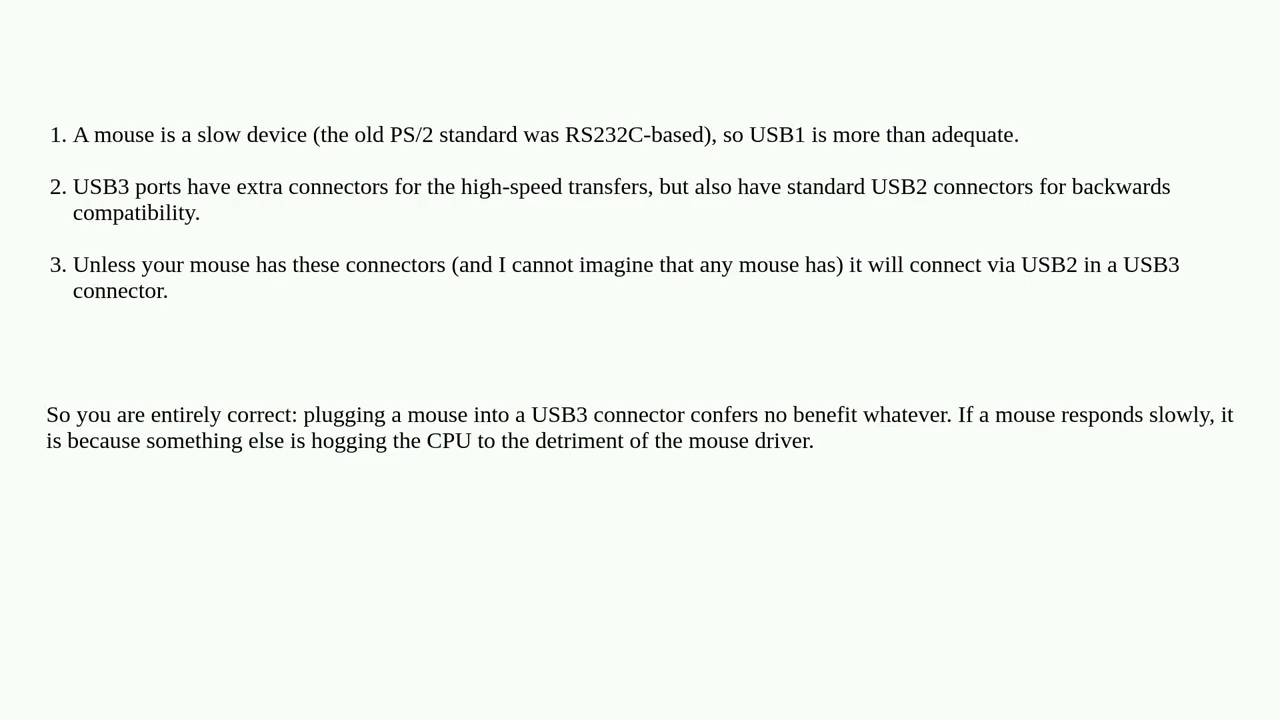 1. A mouse is a slow device (the old PS/2 standard was RS232C-based), so USB1 is more than adequate.
2. USB3 ports have extra connectors for the high-speed transfers, but also have standard USB2 connectors for backwards
compatibility.
3. Unless your mouse has these connectors (and I cannot imagine that any mouse has) it will connect via USB2 in a USB3
connector.
So you are entirely correct: plugging a mouse into a USB3 connector confers no benefit whatever. If a mouse responds slowly, it
is because something else is hogging the CPU to the detriment of the mouse driver.